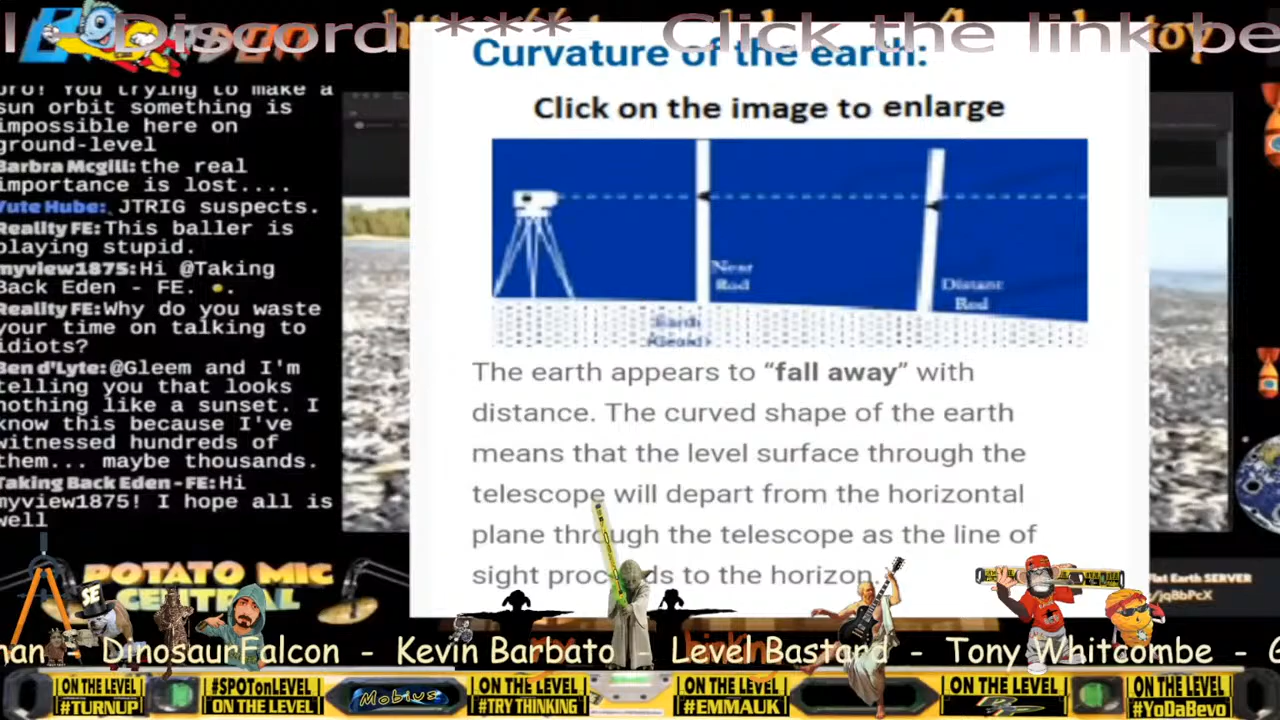 Discord *** Click the link be
Curvature of the earth:
Click on the image to enlarge
Near
Rod
Distant
Rod
Earth
(Geoid)
The earth appears to “fall away” with
distance. The curved shape of the earth
means that the level surface through the
telescope will depart from the horizontal
plane through the telescope as the line of
sight proc ds to the horizon.
bro! You trying to make a
sun orbit something is
impossible here on
ground-level
Barbra Mcgill: the real
importance is lost....
Yute Hube: JTRIG suspects.
Reality FE: This baller is
playing stupid.
myview1875: Hi @Taking
Back Eden - FE. .
Reality FE: Why do you waste
your time on talking to
idiots?
Ben d'Lyte: @Gleem and I'm
telling you that looks
nothing like a sunset. I
know this because I've
witnessed hundreds of
them... maybe thousands.
Taking Back Eden - FE: Hi
myview1875! I hope all is
well
POTATO MIC
CENTRAL
SE
Flat Earth SERVER
/jqBbPcX
nan - DinosaurFalcon - Kevin Barbato - Level Bastard - Tony Whitcombe - G
ON THE LEVEL
#TURNUP
#SPOTonLEVEL
ON THE LEVEL
Mobius
ON THE LEVEL
#TRY THINKING
ON THE LEVEL
#EMMAUK
ON THE LEVEL
ON THE LEVEL
#YoDaBevo